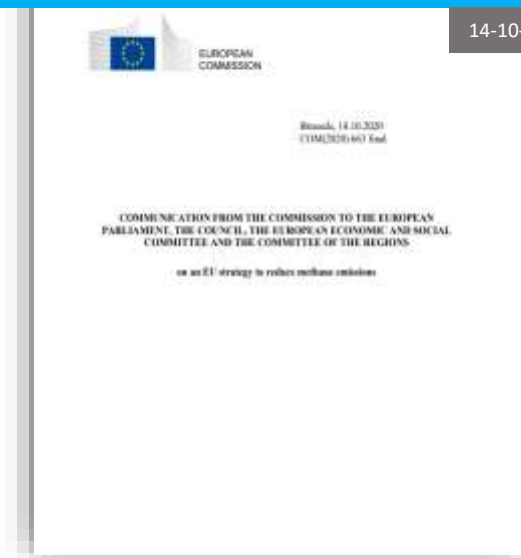 14-10-
EUROPEAN
COMMISSION
Brussels, 14.10.2020
COM(2020) 663 final
COMMUNICATION FROM THE COMMISSION TO THE EUROPEAN
PARLIAMENT, THE COUNCIL, THE EUROPEAN ECONOMIC AND SOCIAL
COMMITTEE AND THE COMMITTEE OF THE REGIONS
on an EU strategy to reduce methane emissions